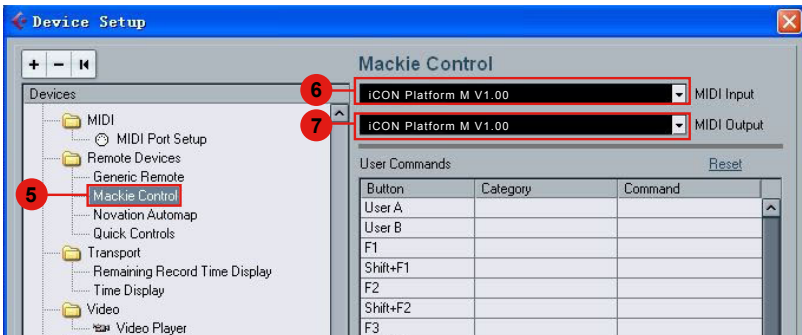 Device Setup
Mackie Control
Devices
6
iCON Platform M V1.00
MIDI Input
MIDI
7
iCON Platform M V1.00
MIDI Output
MIDI Port Setup
Remote Devices
User Commands
Reset
Generic Remote
Button Category Command
5
Mackie Control
User A
Novation Automap
User B
Quick Controls
F1
Transport
Shift+F1
Remaining Record Time Display
F2
Time Display
Shift+F2
Video
F3
Video Player